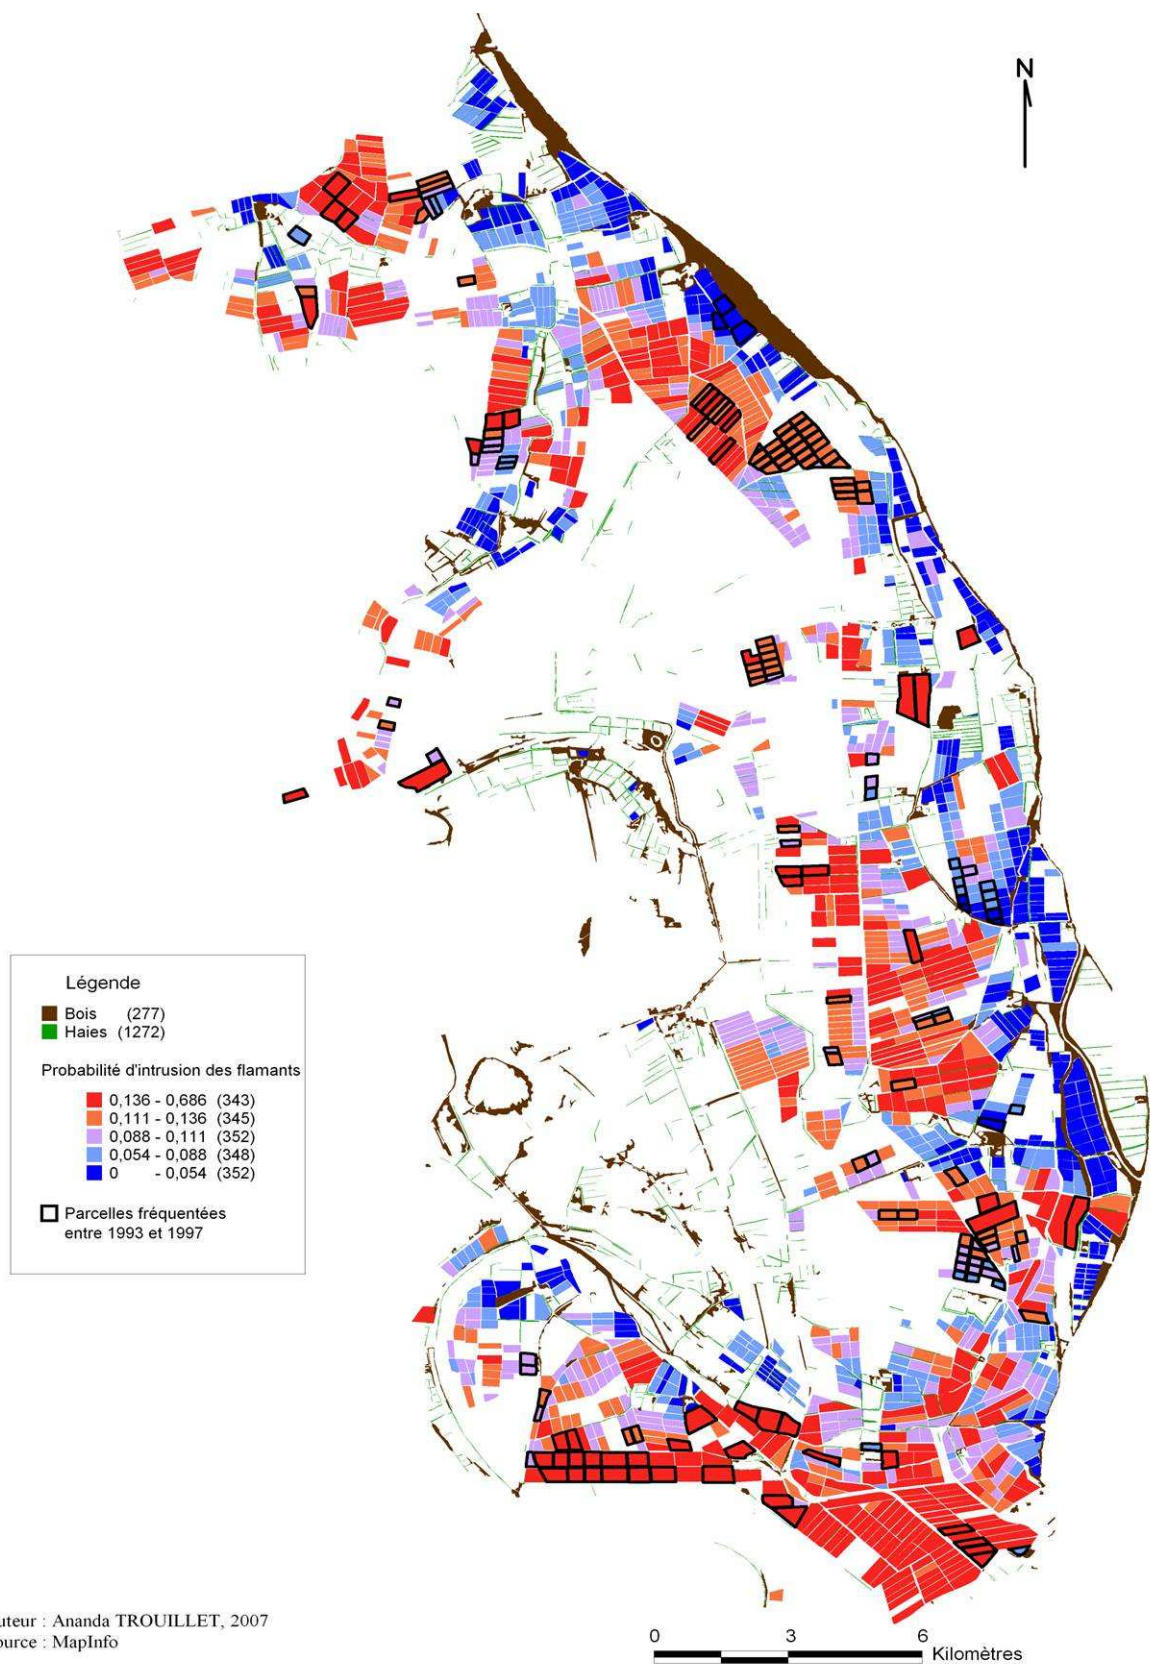 N
Légende
Bois (277)
Haies (1272)
Probabilité d'intrusion des flamants
0,136 - 0,686 (343)
0,111 - 0,136 (345)
0,088 - 0,111 (352)
0,054 - 0,088 (348)
0 - 0,054 (352)
Parcelles fréquentées
entre 1993 et 1997
uteur : Ananda TROUILLET, 2007
ource : MapInfo
0 3 6
Kilomètres